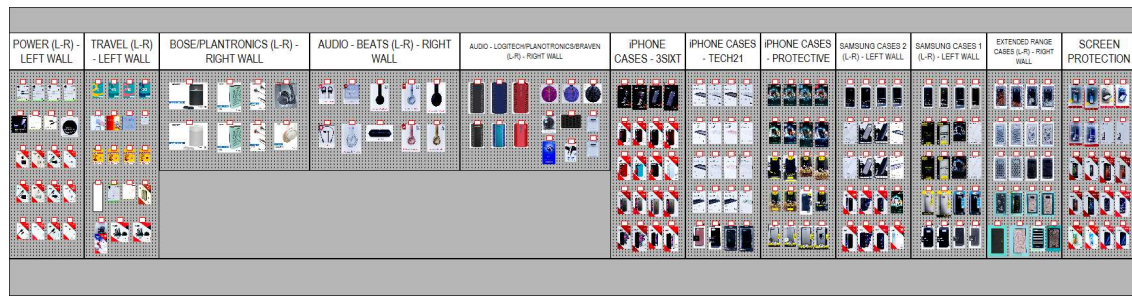 POWER (L-R) -
LEFT WALL
TRAVEL (L-R)
- LEFT WALL
BOSE/PLANTRONICS (L-R) -
RIGHT WALL
AUDIO - BEATS (L-R) - RIGHT
WALL
AUDIO - LOGITECH/PLANOTRONICS/BRAVEN
(L-R) - RIGHT WALL
iPHONE
CASES - 3SIXT
iPHONE CASES
- TECH21
iPHONE CASES
- PROTECTIVE
SAMSUNG CASES 2
(L-R) - LEFT WALL
SAMSUNG CASES 1
(L-R) - LEFT WALL
EXTENDED RANGE
CASES (L-R) - RIGHT
WALL
SCREEN
PROTECTION